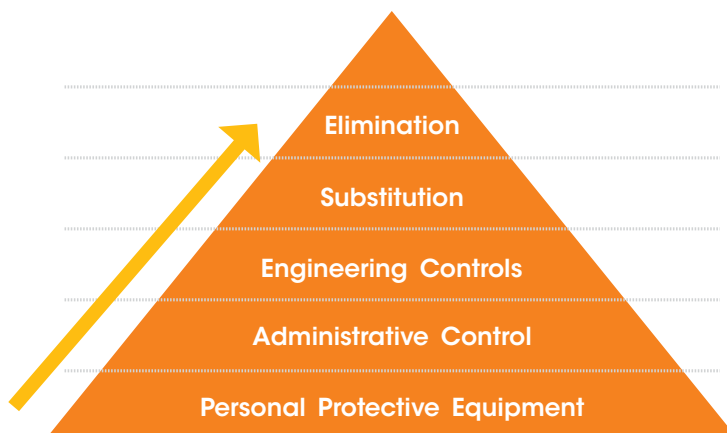 Elimination
Substitution
Engineering Controls
Administrative Control
Personal Protective Equipment